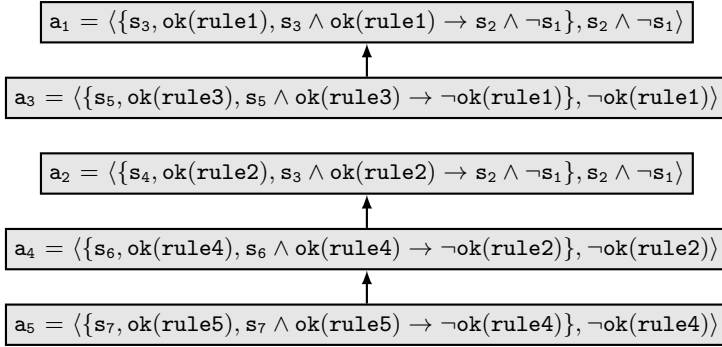 a₁ = ⟨{s₃, ok(rule1), s₃ ∧ ok(rule1) → s₂ ∧ ¬s₁}, s₂ ∧ ¬s₁⟩
a₃ = ⟨{s₅, ok(rule3), s₅ ∧ ok(rule3) → ¬ok(rule1)}, ¬ok(rule1)⟩
a₂ = ⟨{s₄, ok(rule2), s₃ ∧ ok(rule2) → s₂ ∧ ¬s₁}, s₂ ∧ ¬s₁⟩
a₄ = ⟨{s₆, ok(rule4), s₆ ∧ ok(rule4) → ¬ok(rule2)}, ¬ok(rule2)⟩
a₅ = ⟨{s₇, ok(rule5), s₇ ∧ ok(rule5) → ¬ok(rule4)}, ¬ok(rule4)⟩